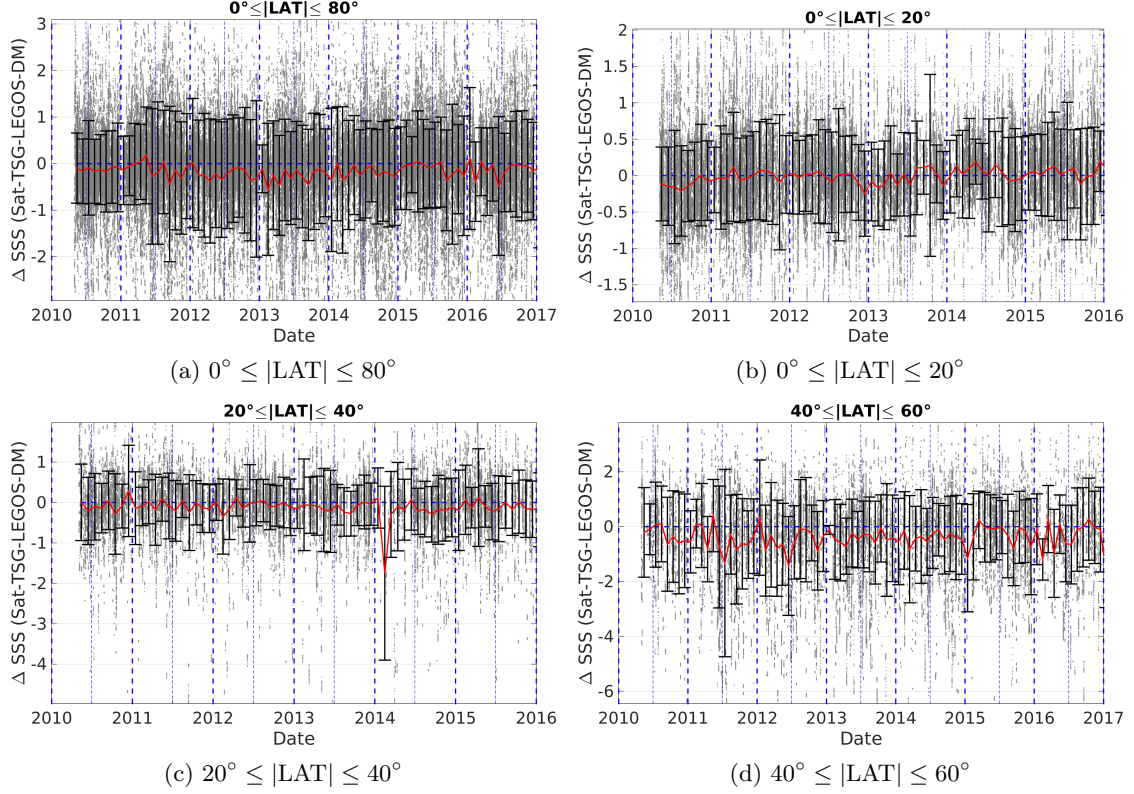 0°≤|LAT|≤ 80°
3
2
1
0
-1
-2
Δ SSS (Sat-TSG-LEGOS-DM)
2010 2011 2012 2013 2014 2015 2016 2017
Date
(a) 0° ≤ |LAT| ≤ 80°
0°≤|LAT|≤ 20°
2
1.5
1
0.5
0
-0.5
-1
-1.5
Δ SSS (Sat-TSG-LEGOS-DM)
2010 2011 2012 2013 2014 2015 2016
Date
(b) 0° ≤ |LAT| ≤ 20°
20°≤|LAT|≤ 40°
1
0
-1
-2
-3
-4
Δ SSS (Sat-TSG-LEGOS-DM)
2010 2011 2012 2013 2014 2015 2016
Date
(c) 20° ≤ |LAT| ≤ 40°
40°≤|LAT|≤ 60°
2
0
-2
-4
-6
Δ SSS (Sat-TSG-LEGOS-DM)
2010 2011 2012 2013 2014 2015 2016 2017
Date
(d) 40° ≤ |LAT| ≤ 60°